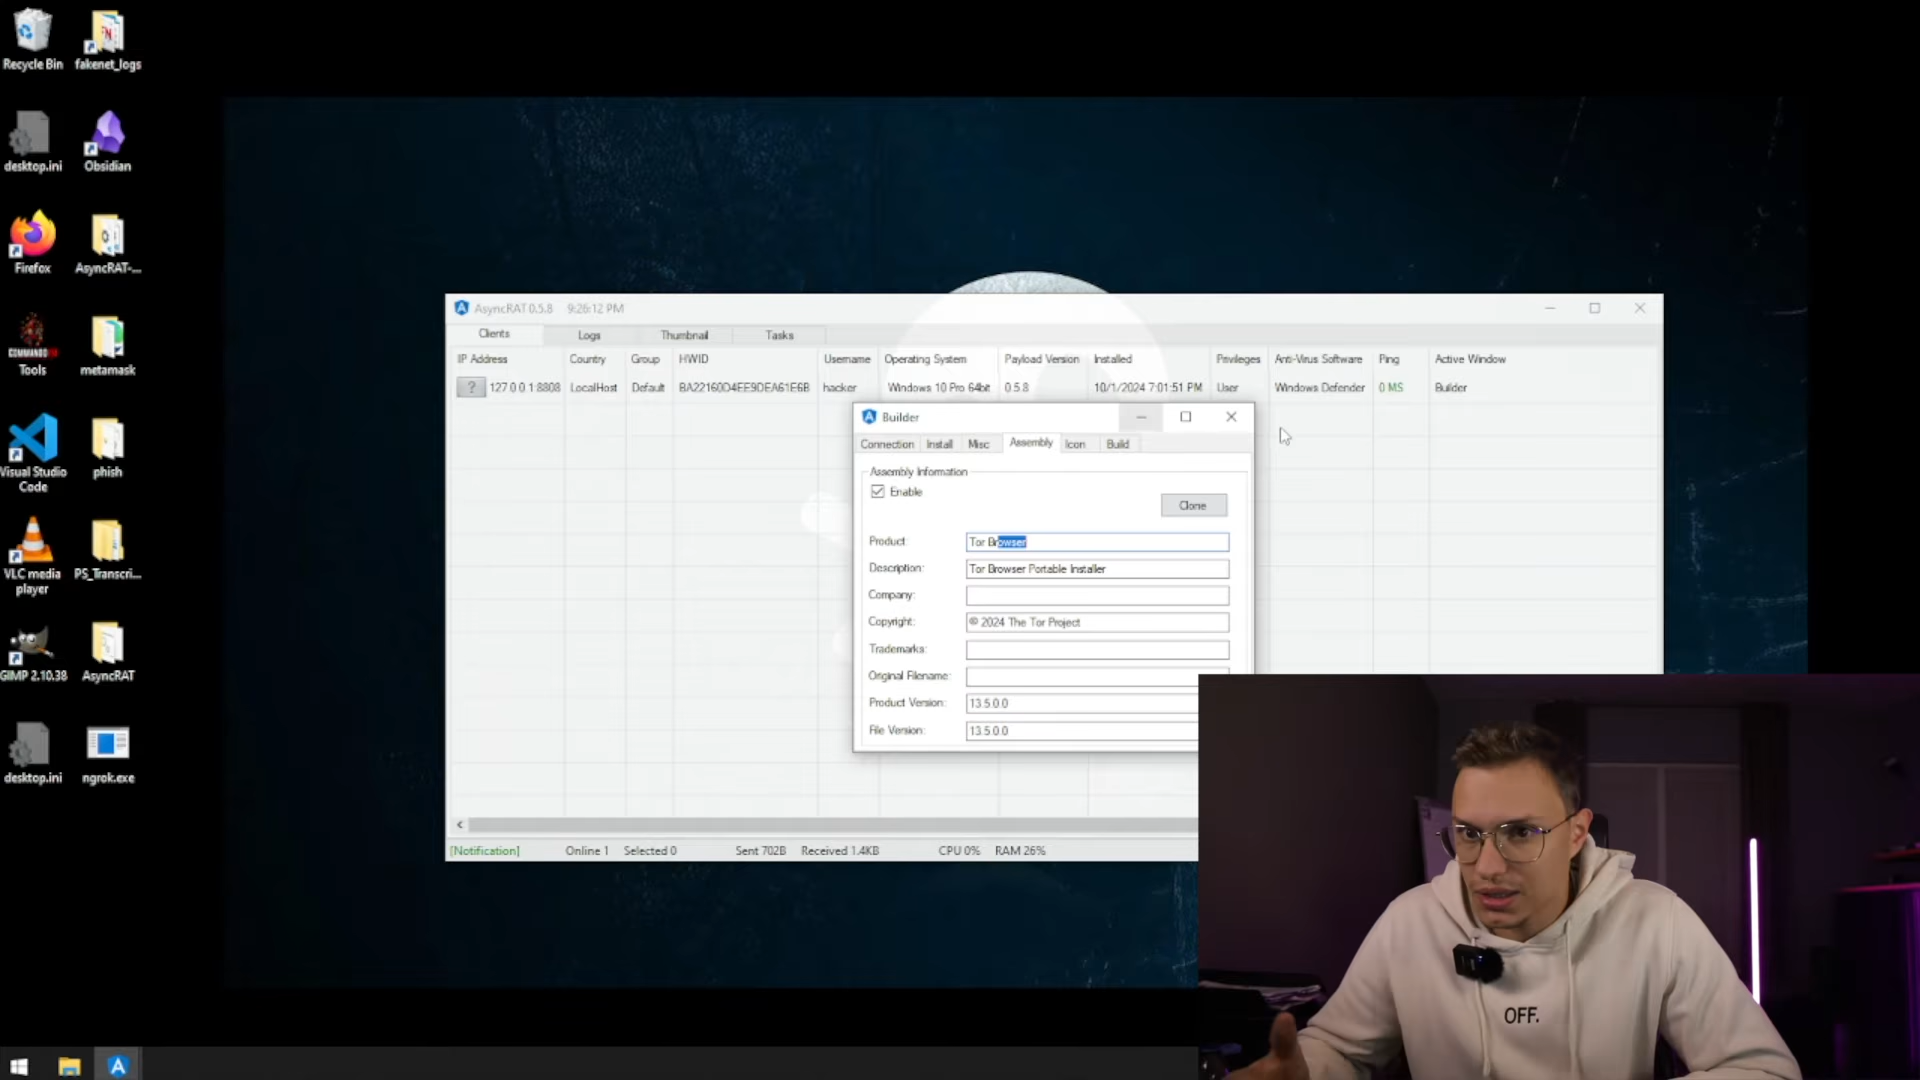 Recycle Bin
fakenet_logs
desktop.ini
Obsidian
Firefox
AsyncRAT-...
COMMANDO
Tools
metamask
Visual Studio
Code
phish
VLC media
player
PS_Transcri...
GIMP 2.10.38
AsyncRAT
desktop.ini
ngrok.exe
AsyncRAT 0.5.8 9:26:12 PM
Clients Logs Thumbnail Tasks
IP Address Country Group HWID Username Operating System Payload Version Installed Privileges Anti-Virus Software Ping Active Window
? 127.0.0.1:8808 LocalHost Default BA22160D4EE9DEA61E6B hacker Windows 10 Pro 64bit 0.5.8 10/1/2024 7:01:51 PM User Windows Defender 0 MS Builder
Builder
Connection Install Misc Assembly Icon Build
Assembly Information
Enable
Clone
Product: Tor Browser
Description: Tor Browser Portable Installer
Company:
Copyright: © 2024 The Tor Project
Trademarks:
Original Filename:
Product Version: 13.5.0.0
File Version: 13.5.0.0
[Notification] Online 1 Selected 0 Sent 702B Received 1.4KB CPU 0% RAM 26%
OFF.